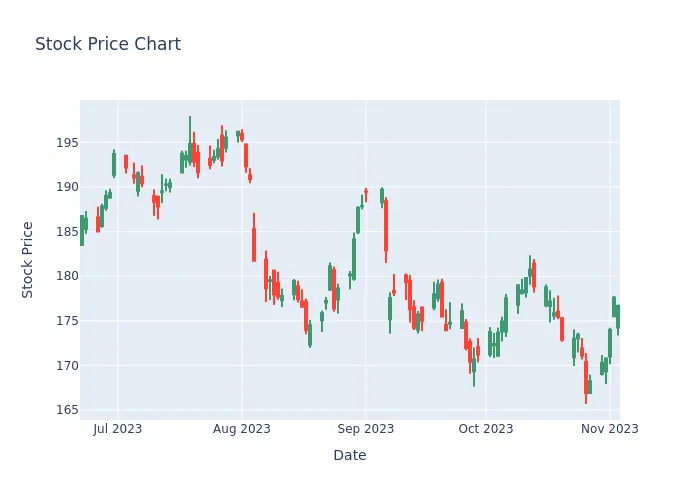 Stock Price Chart
Stock Price
195
190
185
180
175
170
165
Jul 2023
Aug 2023
Sep 2023
Oct 2023
Nov 2023
Date